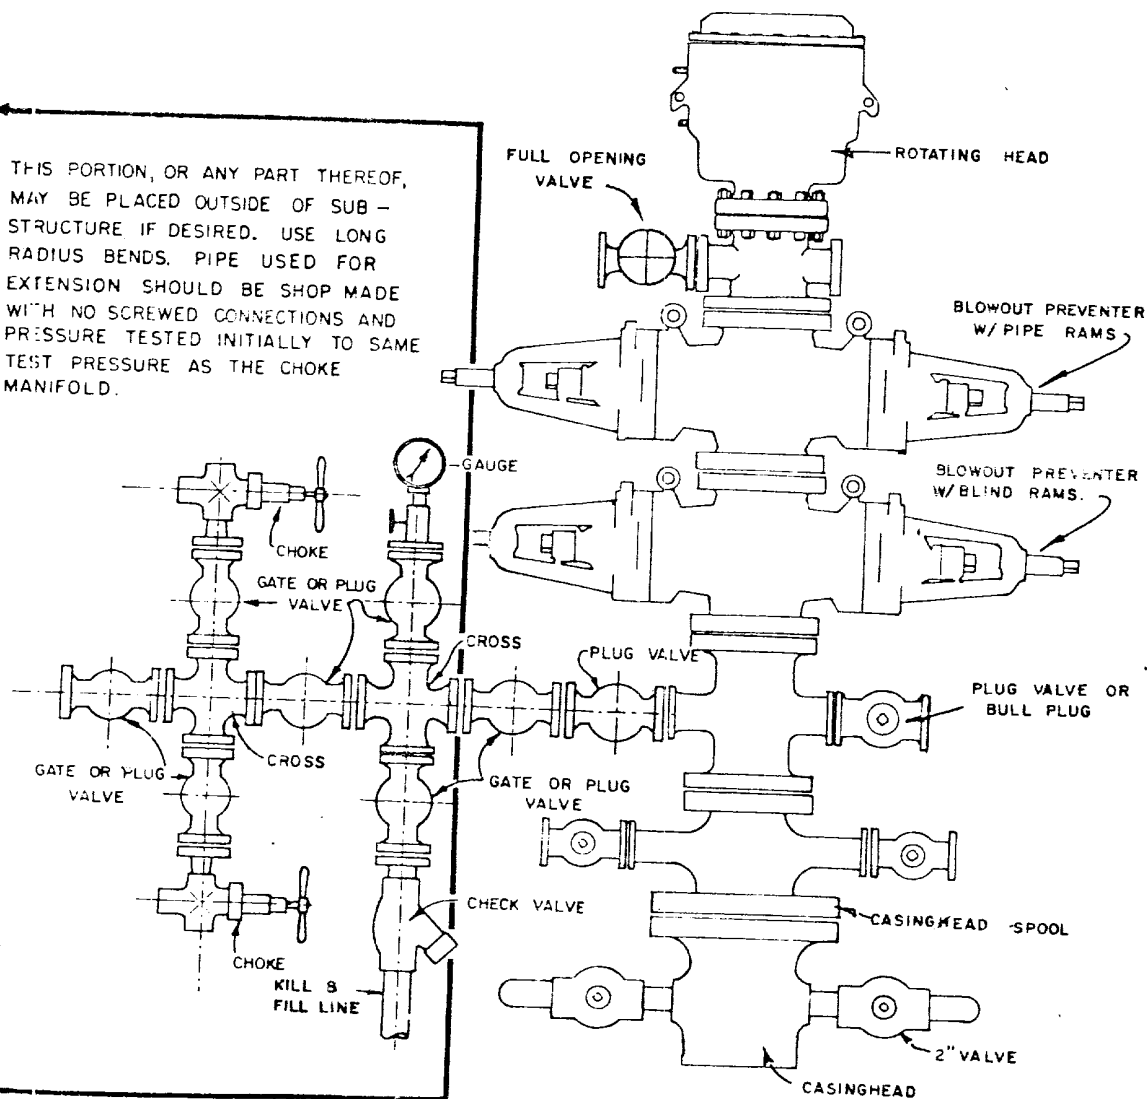 THIS PORTION, OR ANY PART THEREOF,
MAY BE PLACED OUTSIDE OF SUB-
STRUCTURE IF DESIRED. USE LONG
RADIUS BENDS. PIPE USED FOR
EXTENSION SHOULD BE SHOP MADE
WITH NO SCREWED CONNECTIONS AND
PRESSURE TESTED INITIALLY TO SAME
TEST PRESSURE AS THE CHOKE
MANIFOLD.
FULL OPENING
VALVE
ROTATING HEAD
BLOWOUT PREVENTER
W/ PIPE RAMS
BLOWOUT PREVENTER
W/BLIND RAMS.
GAUGE
CHOKE
GATE OR PLUG
VALVE
CROSS
PLUG VALVE
PLUG VALVE OR
BULL PLUG
CROSS
GATE OR PLUG
VALVE
GATE OR PLUG
VALVE
CHECK VALVE
CASINGHEAD SPOOL
CHOKE
KILL &
FILL LINE
2" VALVE
CASINGHEAD